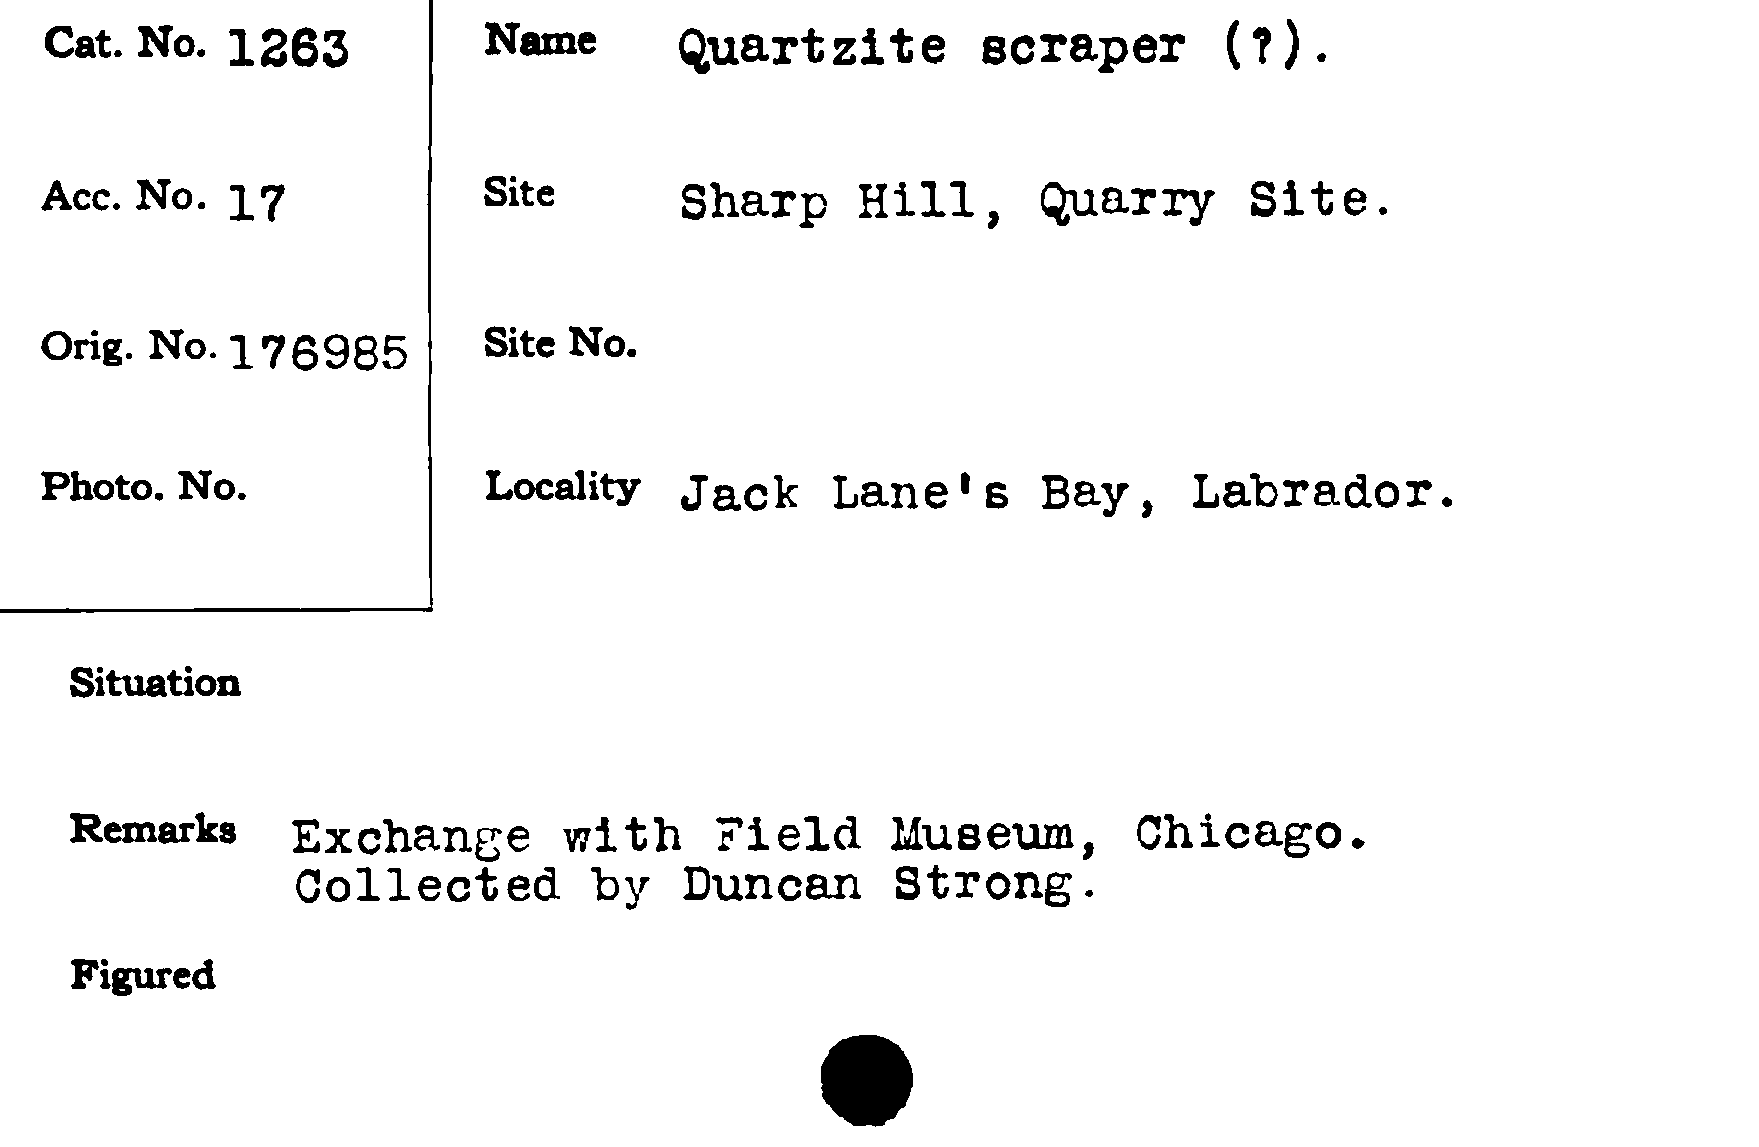 Cat. No. 1263
Name Quartzite scraper (?).
Acc. No. 17
Site Sharp Hill, Quarry Site.
Orig. No. 176985
Site No.
Photo. No.
Locality Jack Lane's Bay, Labrador.
Situation
Remarks Exchange with Field Museum, Chicago.
Collected by Duncan Strong.
Figured